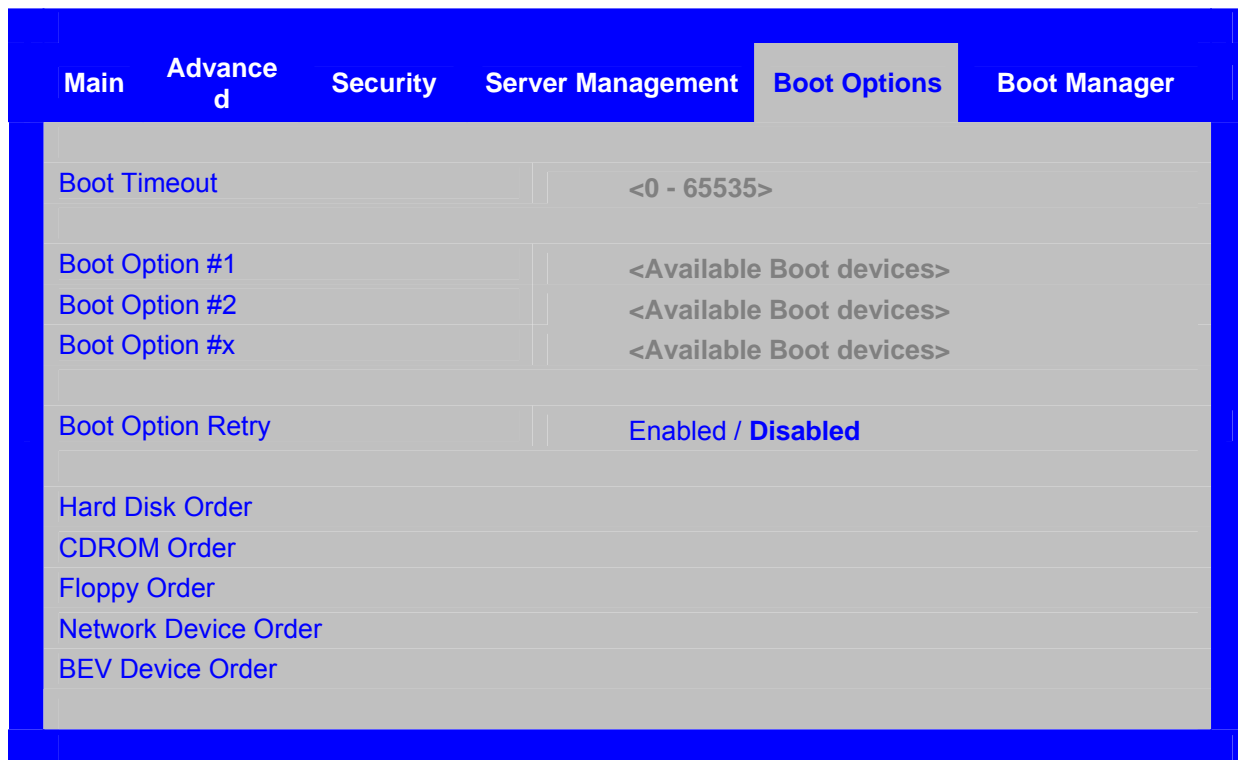 Main Advance
d Security Server Management Boot Options Boot Manager
Boot Timeout <0 - 65535>
Boot Option #1 <Available Boot devices>
Boot Option #2 <Available Boot devices>
Boot Option #x <Available Boot devices>
Boot Option Retry Enabled / Disabled
Hard Disk Order
CDROM Order
Floppy Order
Network Device Order
BEV Device Order